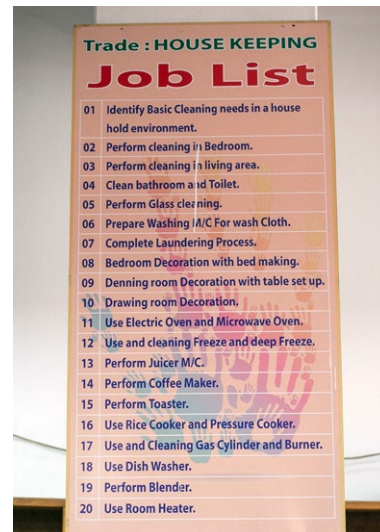 Trade : HOUSE KEEPING
Job List
01 Identify Basic Cleaning needs in a house
hold environment.
02 Perform cleaning in Bedroom.
03 Perform cleaning in living area.
04 Clean bathroom and Toilet.
05 Perform Glass cleaning.
06 Prepare Washing M/C For wash Cloth.
07 Complete Laundering Process.
08 Bedroom Decoration with bed making.
09 Denning room Decoration with table set up.
10 Drawing room Decoration.
11 Use Electric Oven and Microwave Oven.
12 Use and cleaning Freeze and deep Freeze.
13 Perform Juicer M/C.
14 Perform Coffee Maker.
15 Perform Toaster.
16 Use Rice Cooker and Pressure Cooker.
17 Use and Cleaning Gas Cylinder and Burner.
18 Use Dish Washer.
19 Perform Blender.
20 Use Room Heater.